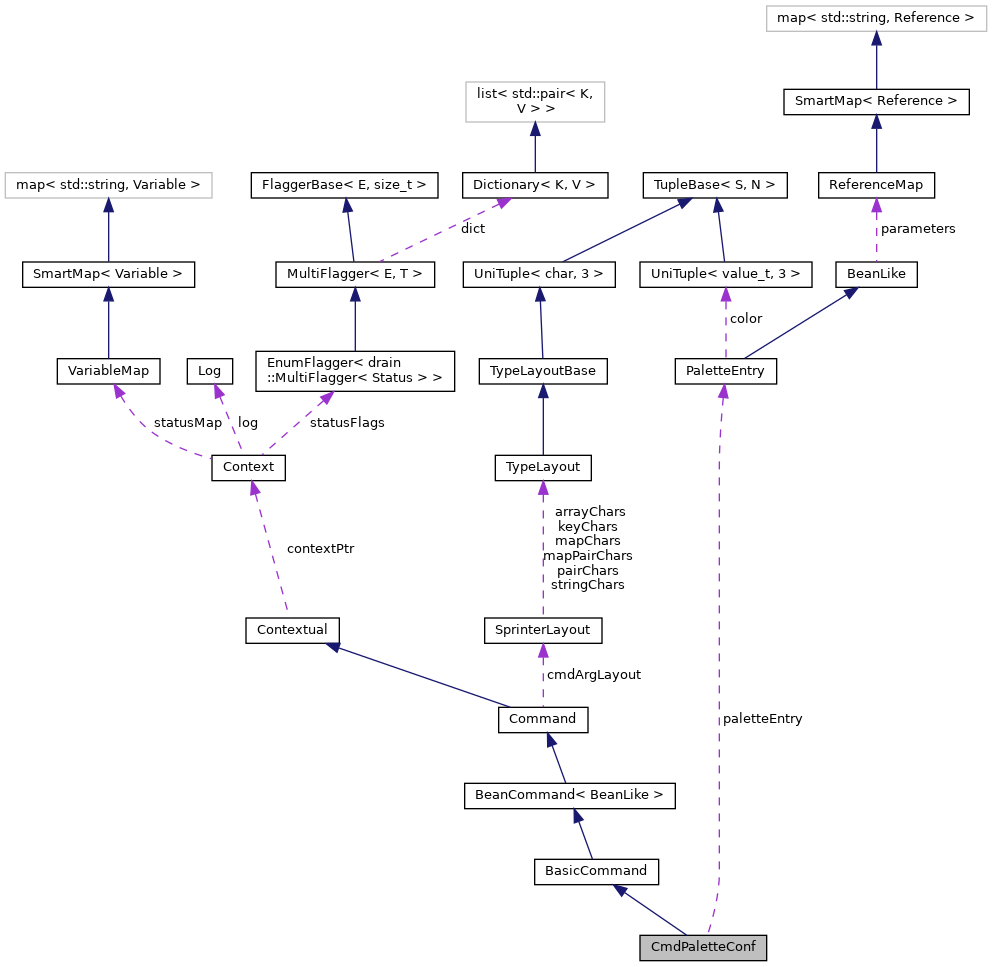 map< std::string, Reference >
list< std::pair< K,
V > >
SmartMap< Reference >
map< std::string, Variable >
FlaggerBase< E, size_t >
Dictionary< K, V >
TupleBase< S, N >
ReferenceMap
dict
parameters
SmartMap< Variable >
MultiFlagger< E, T >
UniTuple< char, 3 >
UniTuple< value_t, 3 >
BeanLike
color
VariableMap
Log
EnumFlagger< drain
::MultiFlagger< Status > >
TypeLayoutBase
PaletteEntry
statusMap
log
statusFlags
Context
TypeLayout
contextPtr
arrayChars
keyChars
mapChars
mapPairChars
pairChars
stringChars
Contextual
SprinterLayout
cmdArgLayout
Command
paletteEntry
BeanCommand< BeanLike >
BasicCommand
CmdPaletteConf